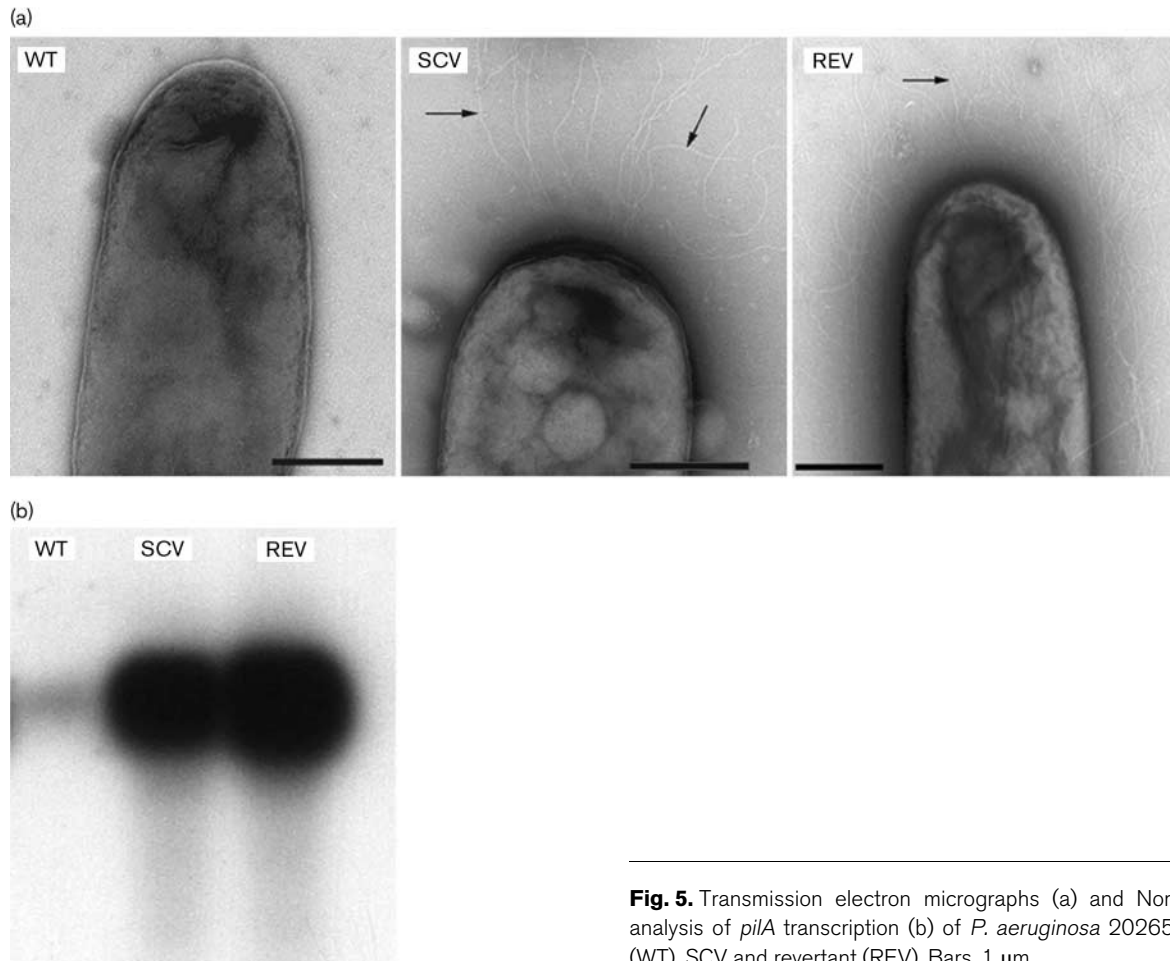 (a)
WT SCV REV
(b)
WT SCV REV
Fig. 5. Transmission electron micrographs (a) and Nor
analysis of pilA transcription (b) of P. aeruginosa 20265
(WT), SCV and revertant (REV). Bars, 1 μm